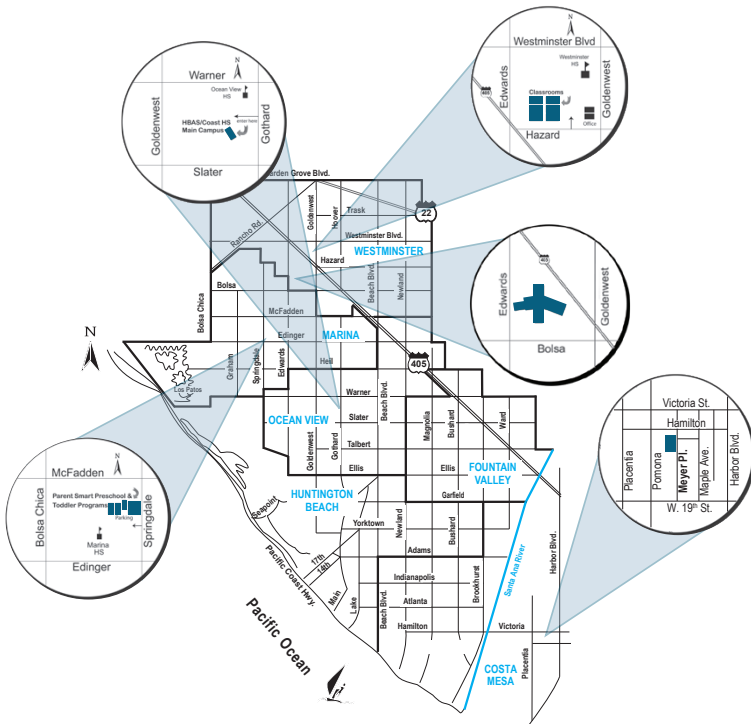 N
Warner
Ocean View
HS
Goldenwest
Gothard
HBAS/Coast HS
Main Campus
enter here
Slater
N
Westminster Blvd
Westminster
HS
Edwards
Goldenwest
405
Classrooms
Office
Hazard
405
Edwards
Goldenwest
Bolsa
Victoria St.
Hamilton
Placentia
Pomona
Meyer Pl.
Maple Ave.
Harbor Blvd.
W. 19th St.
N
McFadden
Bolsa Chica
Springdale
Parent Smart Preschool &
Toddler Programs
Parking
Marina
HS
Edinger
N
arden Grove Blvd.
Goldenwest
Hoover
Trask
22
Rancho Rd.
Westminster Blvd.
WESTMINSTER
Hazard
Bolsa
Beach Blvd.
Newland
Bolsa Chica
McFadden
Edinger
MARINA
Graham
Springdale
Edwards
Heil
405
Los Patos
Warner
Beach Blvd.
Magnolia
Bushard
Ward
OCEAN VIEW
Slater
Goldenwest
Gothard
Talbert
Ellis
Ellis
FOUNTAIN
VALLEY
HUNTINGTON
BEACH
Garfield
Seapoint
Yorktown
Newland
Bushard
17th
14th
Adams
Pacific Coast Hwy.
Main
Lake
Beach Blvd.
Indianapolis
Atlanta
Hamilton
Brookhurst
Santa Ana River
Harbor Blvd.
Victoria
Placentia
COSTA
MESA
Pacific Ocean